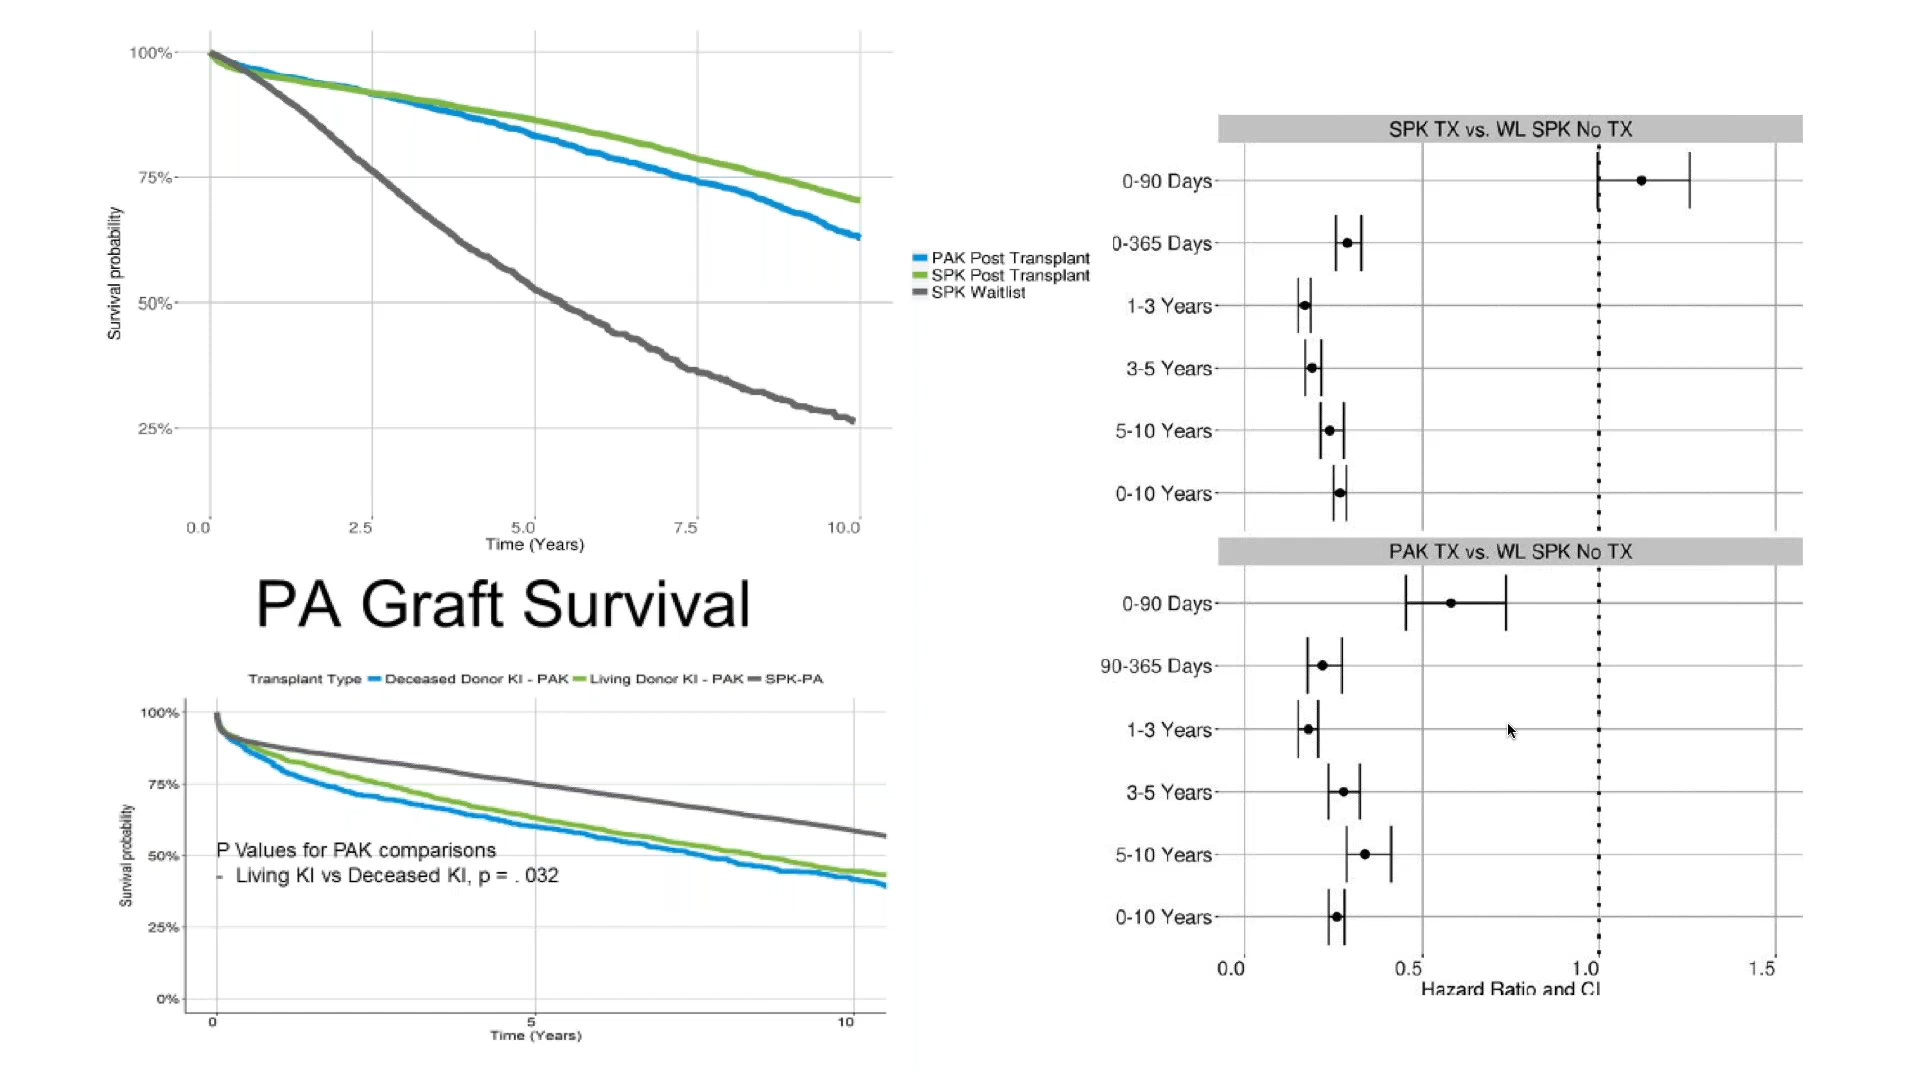 100%
75%
50%
25%
Survival probability
0.0 2.5 5.0 7.5 10.0
Time (Years)
PAK Post Transplant
SPK Post Transplant
SPK Waitlist
PA Graft Survival
Transplant Type Deceased Donor KI - PAK Living Donor KI - PAK SPK-PA
100%
75%
50%
25%
0%
Survival probability
P Values for PAK comparisons
- Living KI vs Deceased KI, p = . 032
0 5 10
Time (Years)
SPK TX vs. WL SPK No TX
0-90 Days
0-365 Days
1-3 Years
3-5 Years
5-10 Years
0-10 Years
PAK TX vs. WL SPK No TX
0-90 Days
90-365 Days
1-3 Years
3-5 Years
5-10 Years
0-10 Years
0.0 0.5 1.0 1.5
Hazard Ratio and CI